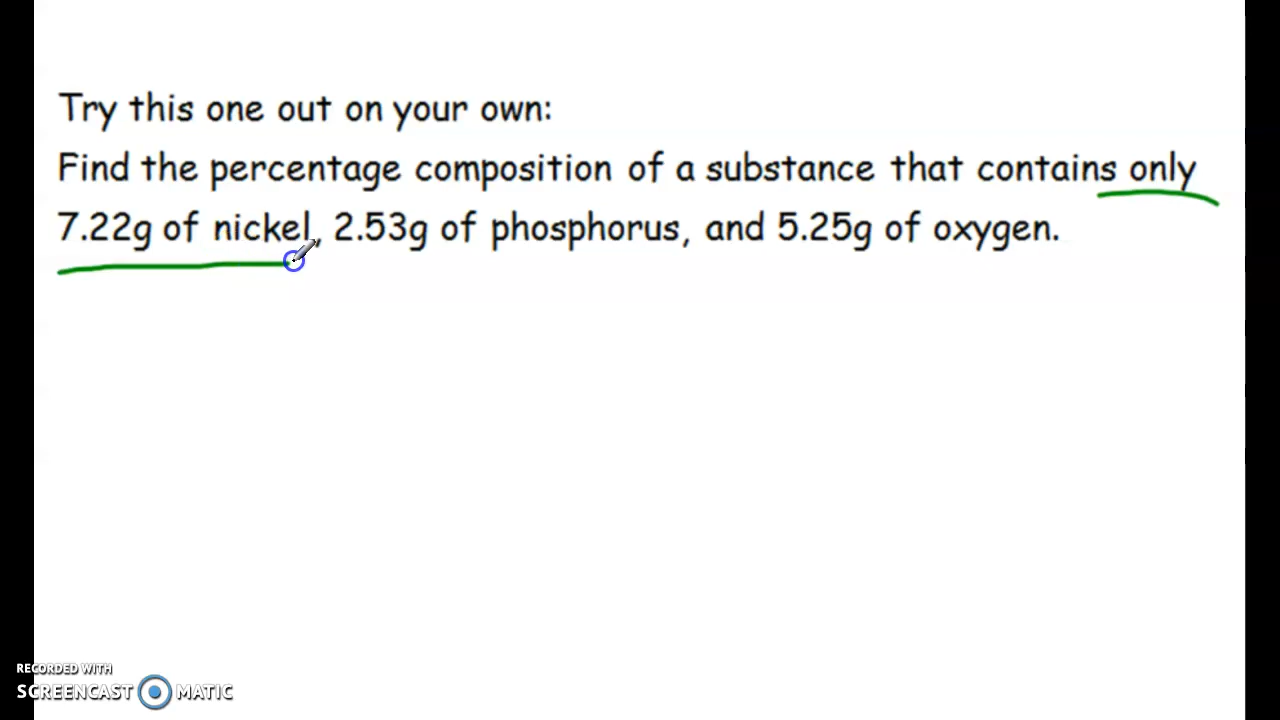 Try this one out on your own:
Find the percentage composition of a substance that contains only
7.22g of nickel, 2.53g of phosphorus, and 5.25g of oxygen.
RECORDED WITH
SCREENCAST MATIC